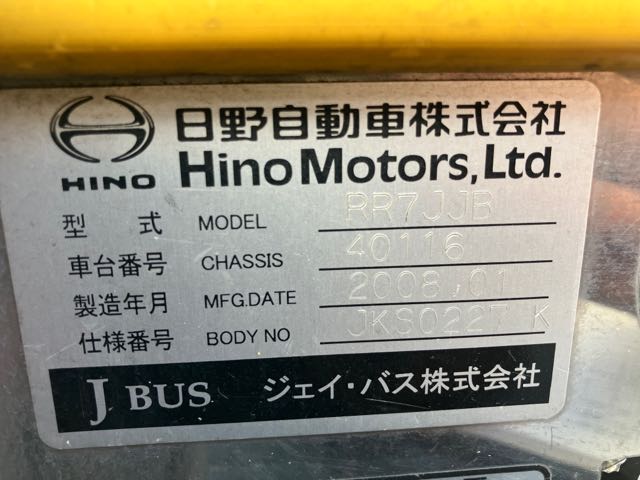 日野自動車株式会社
HINO Hino Motors, Ltd.
型 式 MODEL RR7JJB
車台番号 CHASSIS 40116
製造年月 MFG.DATE 2008,01
仕様番号 BODY NO JKS0227 K
J BUS ジェイ・バス株式会社